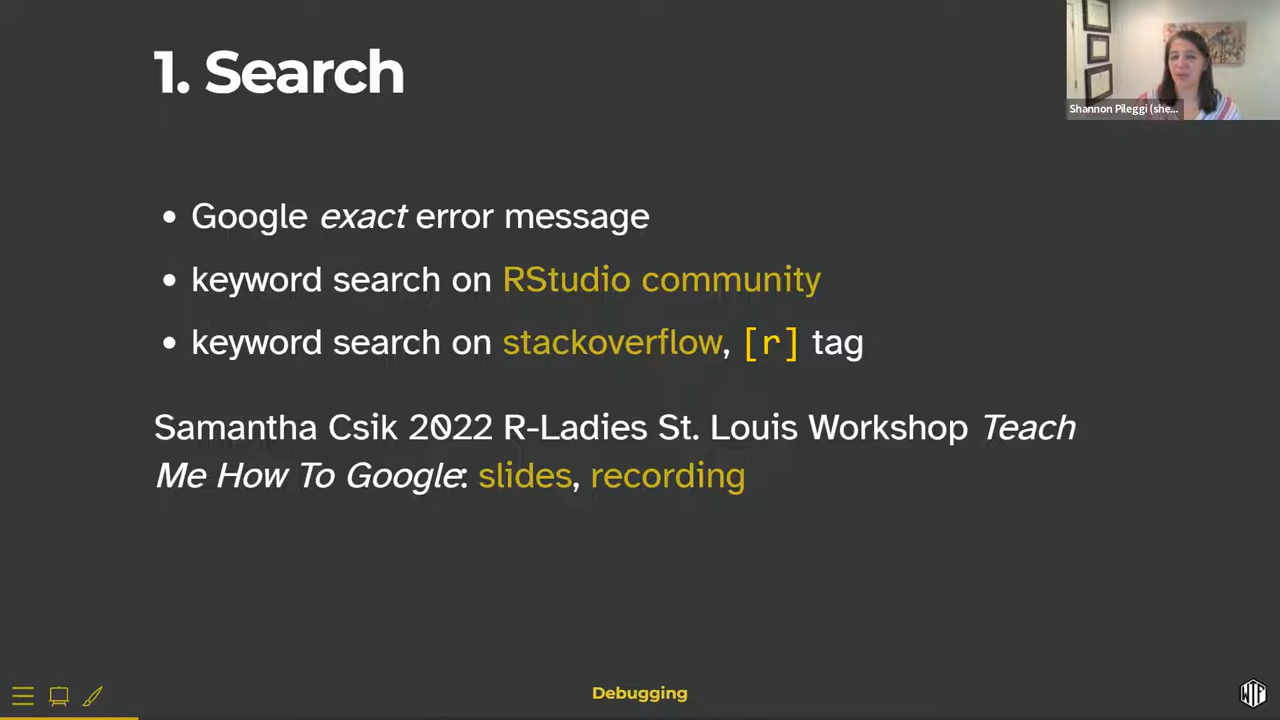 1. Search
Shannon Pileggi (she...
• Google exact error message
• keyword search on RStudio community
• keyword search on stackoverflow, [r] tag
Samantha Csik 2022 R-Ladies St. Louis Workshop Teach
Me How To Google: slides, recording
Debugging
WTF